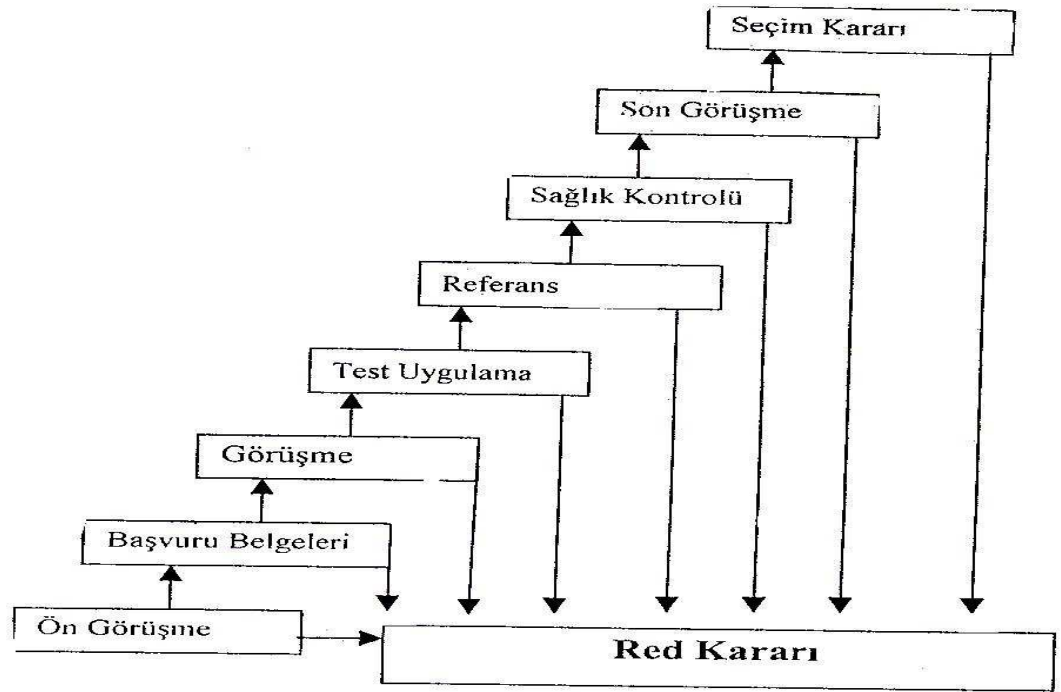 Seçim Kararı
Son Görüşme
Sağlık Kontrolü
Referans
Test Uygulama
Görüşme
Başvuru Belgeleri
Ön Görüşme
Red Kararı